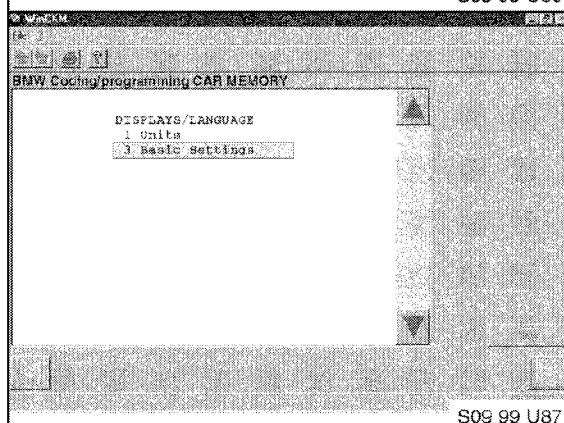 WinCKM
BMW Coding/programming CAR MEMORY
DISPLAYS/LANGUAGE
1 Units
3 Basic Settings
S09 99 U87